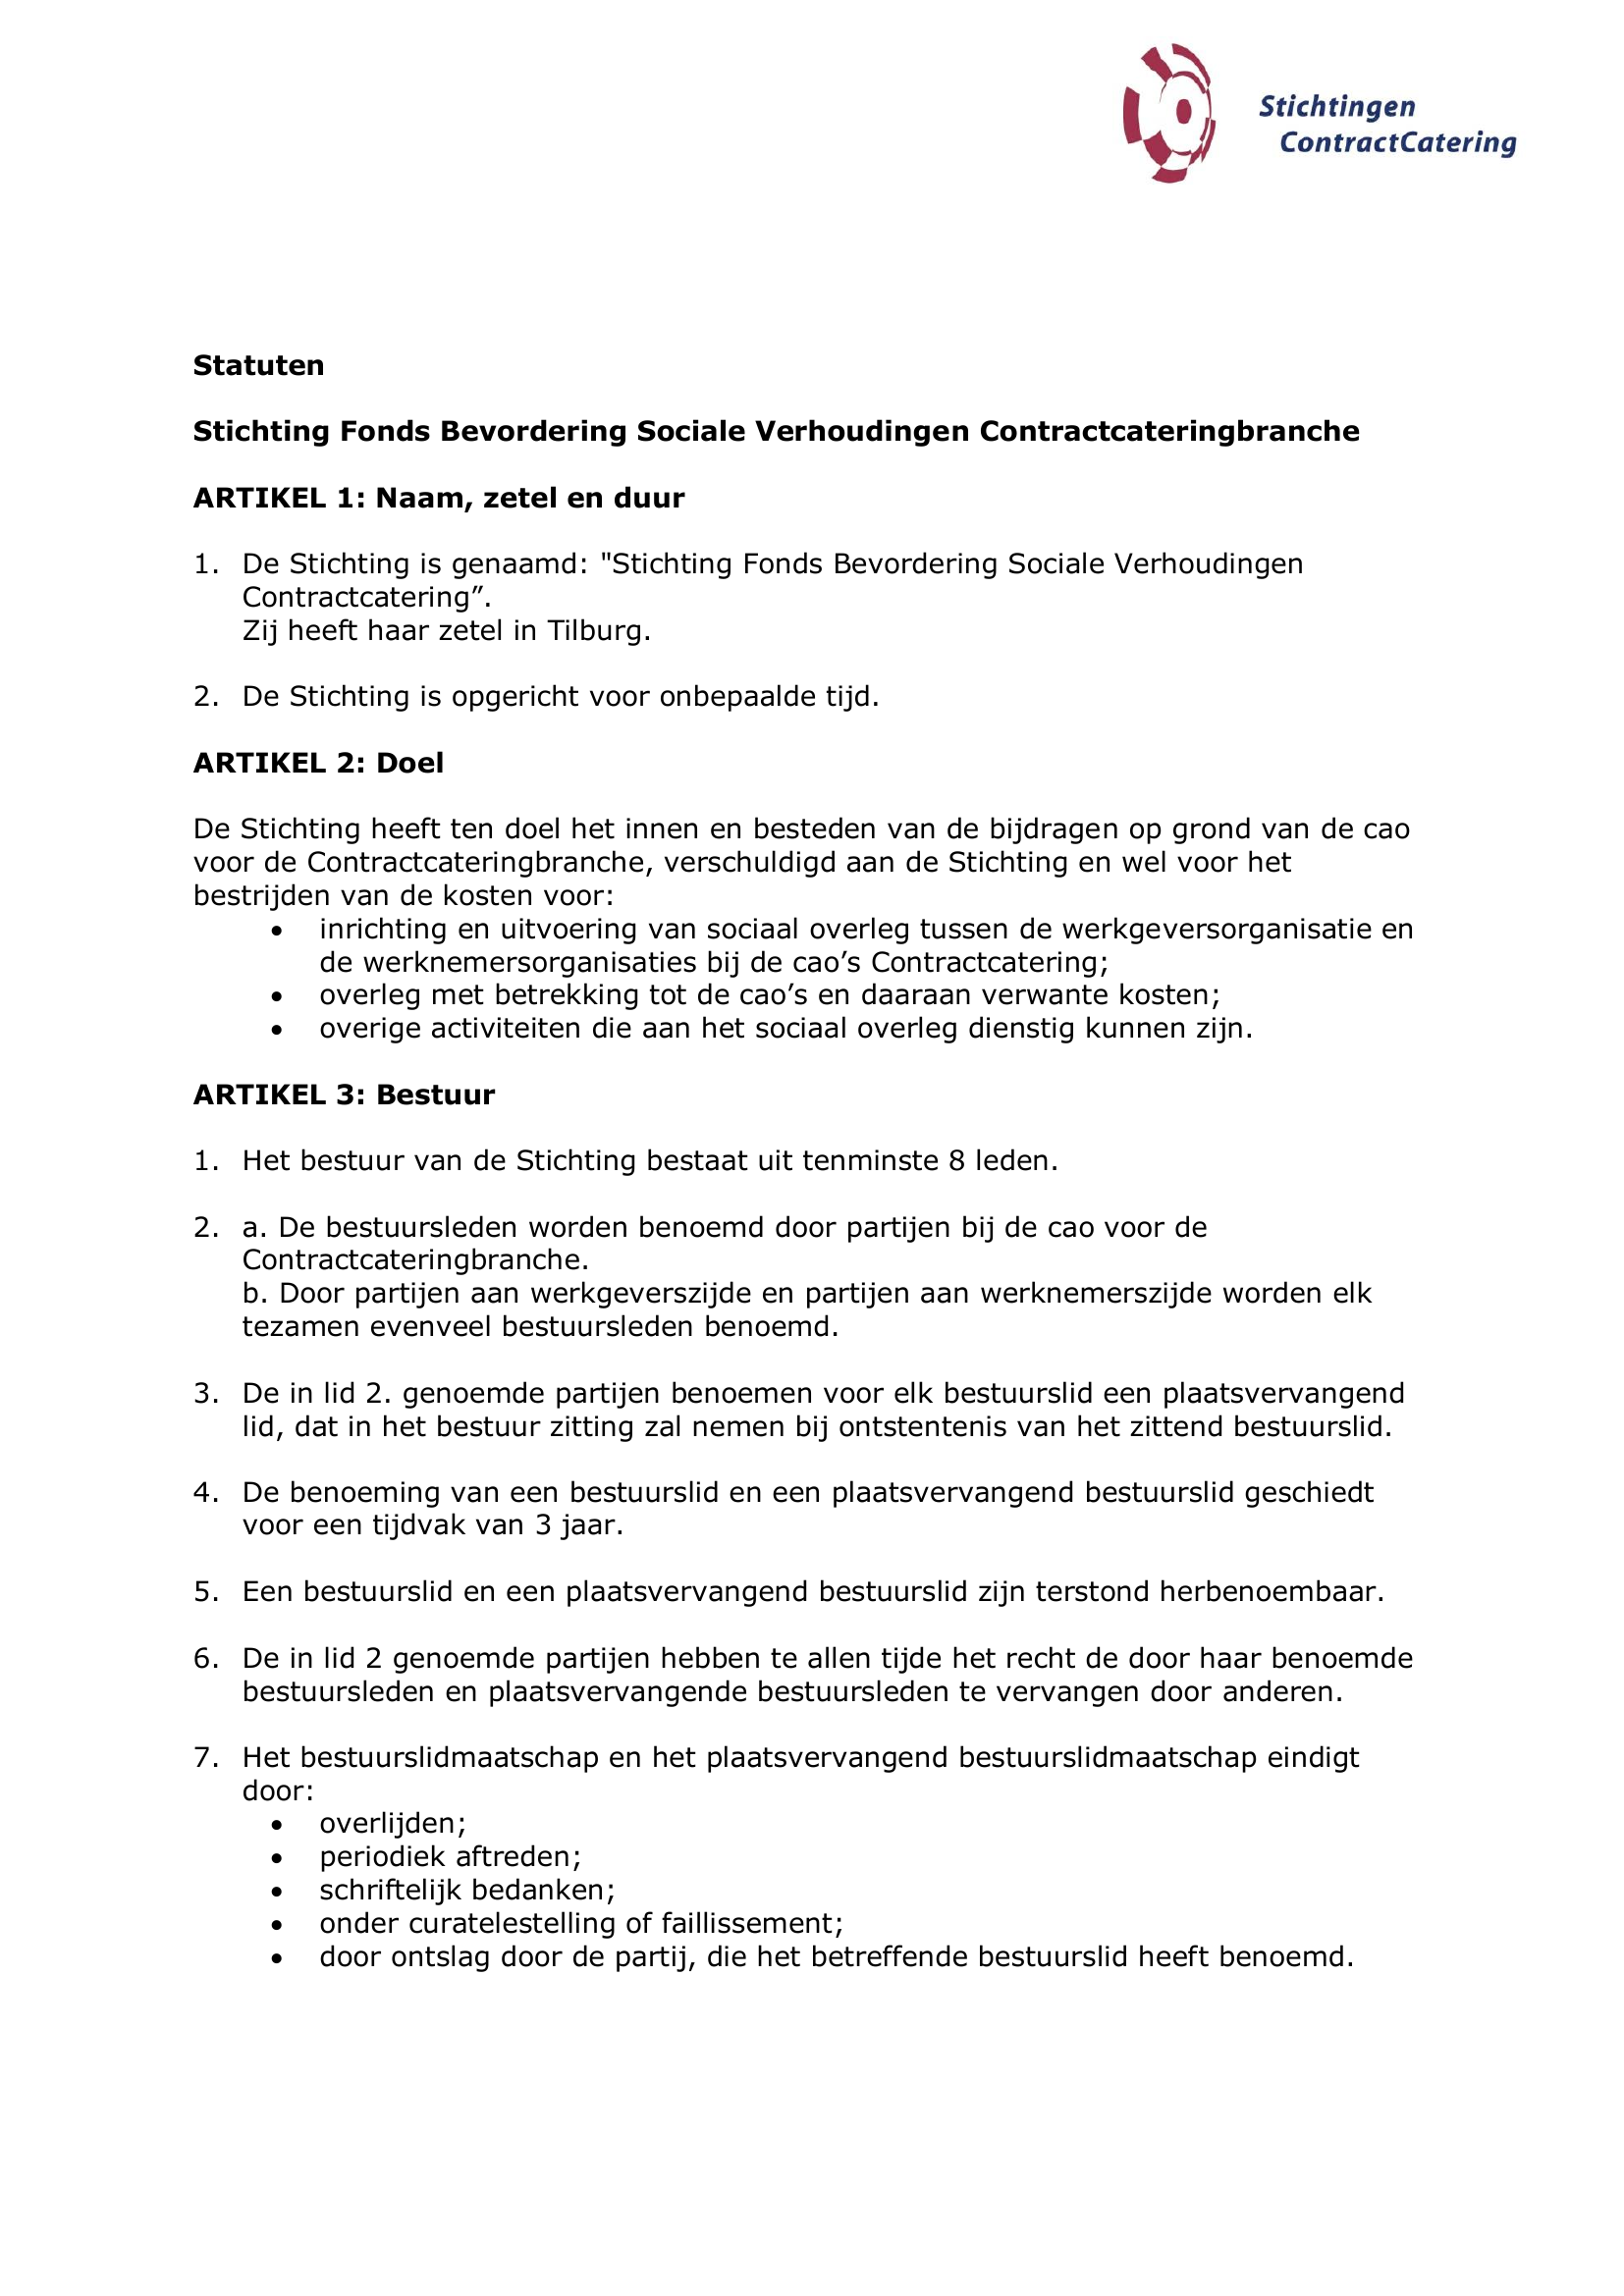 Stichtingen
ContractCatering
Statuten
Stichting Fonds Bevordering Sociale Verhoudingen Contractcateringbranche
ARTIKEL 1: Naam, zetel en duur
1. De Stichting is genaamd: "Stichting Fonds Bevordering Sociale Verhoudingen
Contractcatering”.
Zij heeft haar zetel in Tilburg.
2. De Stichting is opgericht voor onbepaalde tijd.
ARTIKEL 2: Doel
De Stichting heeft ten doel het innen en besteden van de bijdragen op grond van de cao
voor de Contractcateringbranche, verschuldigd aan de Stichting en wel voor het
bestrijden van de kosten voor:
• inrichting en uitvoering van sociaal overleg tussen de werkgeversorganisatie en
de werknemersorganisaties bij de cao’s Contractcatering;
• overleg met betrekking tot de cao’s en daaraan verwante kosten;
• overige activiteiten die aan het sociaal overleg dienstig kunnen zijn.
ARTIKEL 3: Bestuur
1. Het bestuur van de Stichting bestaat uit tenminste 8 leden.
2. a. De bestuursleden worden benoemd door partijen bij de cao voor de
Contractcateringbranche.
b. Door partijen aan werkgeverszijde en partijen aan werknemerszijde worden elk
tezamen evenveel bestuursleden benoemd.
3. De in lid 2. genoemde partijen benoemen voor elk bestuurslid een plaatsvervangend
lid, dat in het bestuur zitting zal nemen bij ontstentenis van het zittend bestuurslid.
4. De benoeming van een bestuurslid en een plaatsvervangend bestuurslid geschiedt
voor een tijdvak van 3 jaar.
5. Een bestuurslid en een plaatsvervangend bestuurslid zijn terstond herbenoembaar.
6. De in lid 2 genoemde partijen hebben te allen tijde het recht de door haar benoemde
bestuursleden en plaatsvervangende bestuursleden te vervangen door anderen.
7. Het bestuurslidmaatschap en het plaatsvervangend bestuurslidmaatschap eindigt
door:
• overlijden;
• periodiek aftreden;
• schriftelijk bedanken;
• onder curatelestelling of faillissement;
• door ontslag door de partij, die het betreffende bestuurslid heeft benoemd.